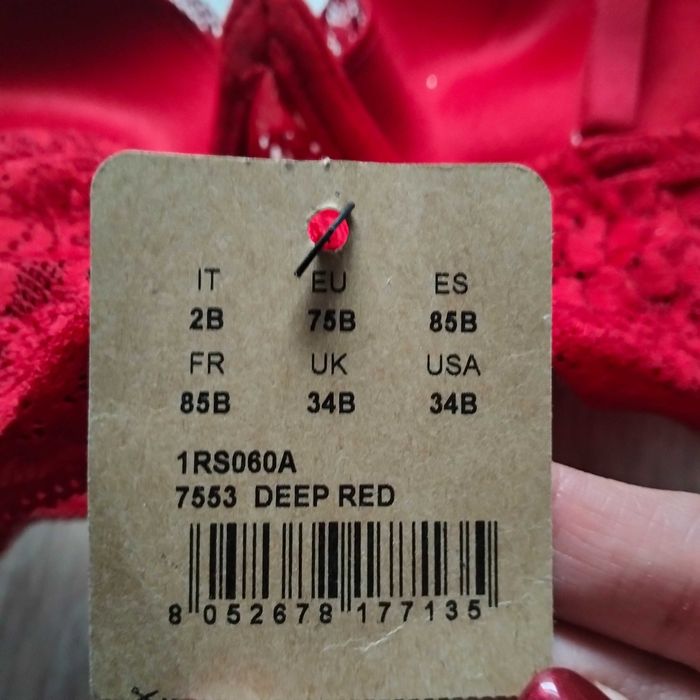 IT EU ES
2B 75B 85B
FR UK USA
85B 34B 34B
1RS060A
7553 DEEP RED
8 052678 177135